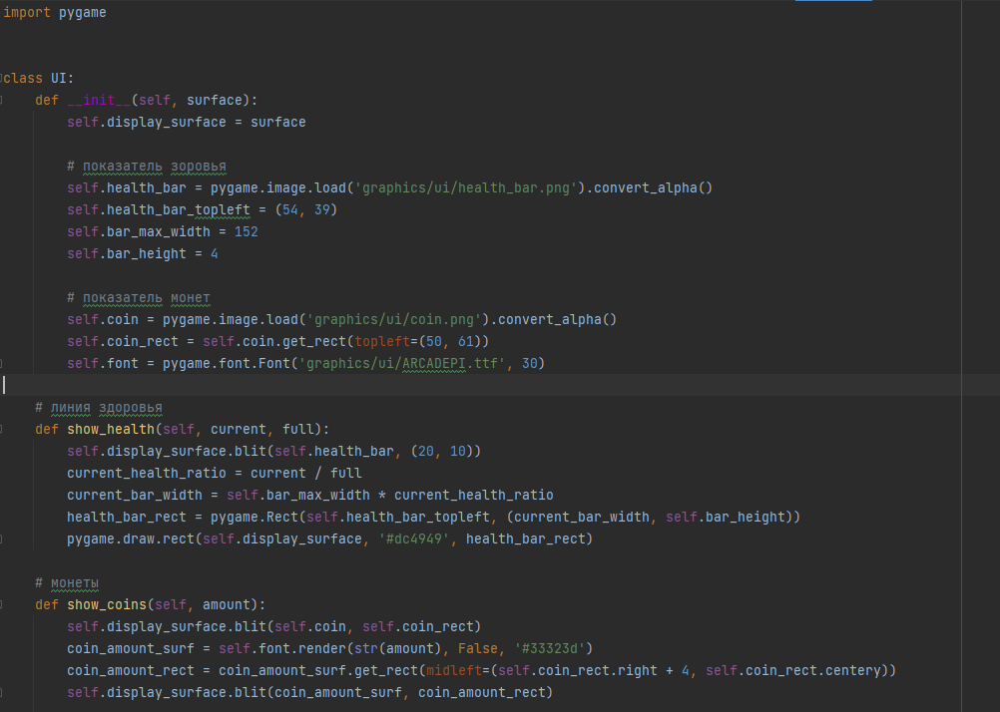 import pygame
class UI:
    def __init__(self, surface):
        self.display_surface = surface
        # показатель зоровья
        self.health_bar = pygame.image.load('graphics/ui/health_bar.png').convert_alpha()
        self.health_bar_topleft = (54, 39)
        self.bar_max_width = 152
        self.bar_height = 4
        # показатель монет
        self.coin = pygame.image.load('graphics/ui/coin.png').convert_alpha()
        self.coin_rect = self.coin.get_rect(topleft=(50, 61))
        self.font = pygame.font.Font('graphics/ui/ARCADEPI.ttf', 30)
    # линия здоровья
    def show_health(self, current, full):
        self.display_surface.blit(self.health_bar, (20, 10))
        current_health_ratio = current / full
        current_bar_width = self.bar_max_width * current_health_ratio
        health_bar_rect = pygame.Rect(self.health_bar_topleft, (current_bar_width, self.bar_height))
        pygame.draw.rect(self.display_surface, '#dc4949', health_bar_rect)
    # монеты
    def show_coins(self, amount):
        self.display_surface.blit(self.coin, self.coin_rect)
        coin_amount_surf = self.font.render(str(amount), False, '#33323d')
        coin_amount_rect = coin_amount_surf.get_rect(midleft=(self.coin_rect.right + 4, self.coin_rect.centery))
        self.display_surface.blit(coin_amount_surf, coin_amount_rect)